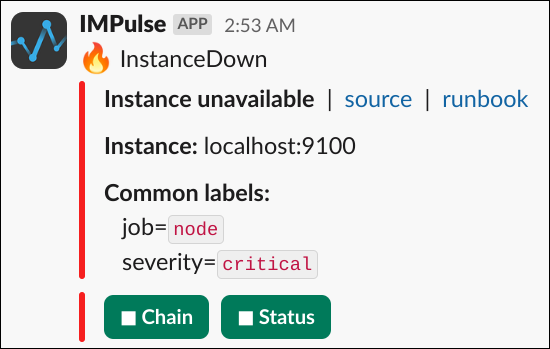 IMPulse APP 2:53 AM
🔥 InstanceDown
Instance unavailable | source | runbook
Instance: localhost:9100
Common labels:
job=node
severity=critical
■ Chain ■ Status